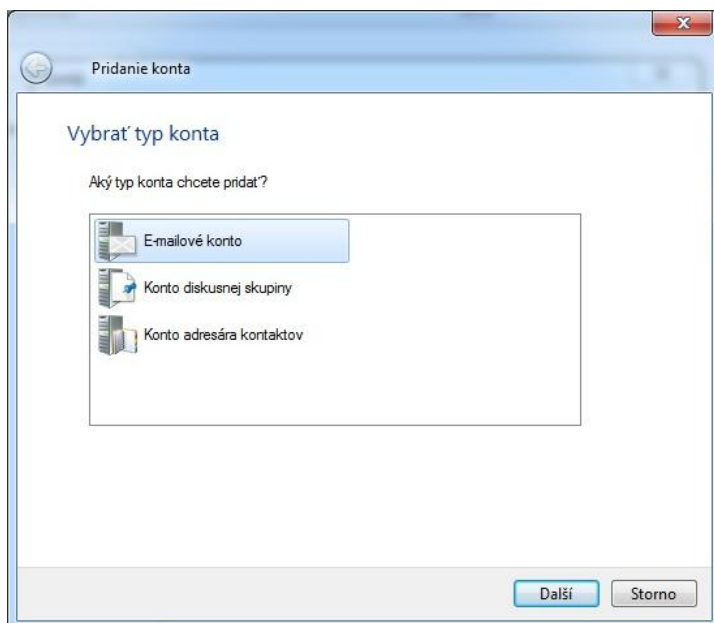 Pridanie konta
Vybrať typ konta
Aký typ konta chcete pridať?
E-mailové konto
Konto diskusnej skupiny
Konto adresára kontaktov
Další Storno